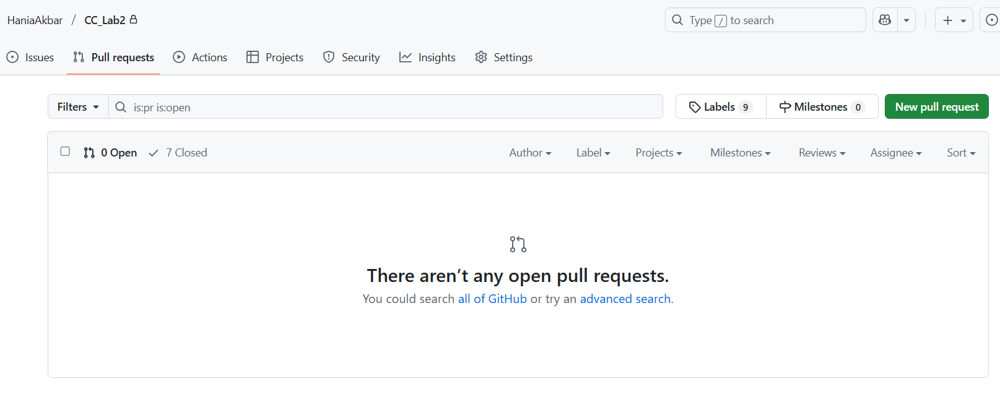 HaniaAkbar / CC_Lab2 Type / to search
Issues Pull requests Actions Projects Security Insights Settings
Filters is:pr is:open Labels 9 Milestones 0 New pull request
0 Open 7 Closed Author Label Projects Milestones Reviews Assignee Sort
There aren’t any open pull requests.
You could search all of GitHub or try an advanced search.